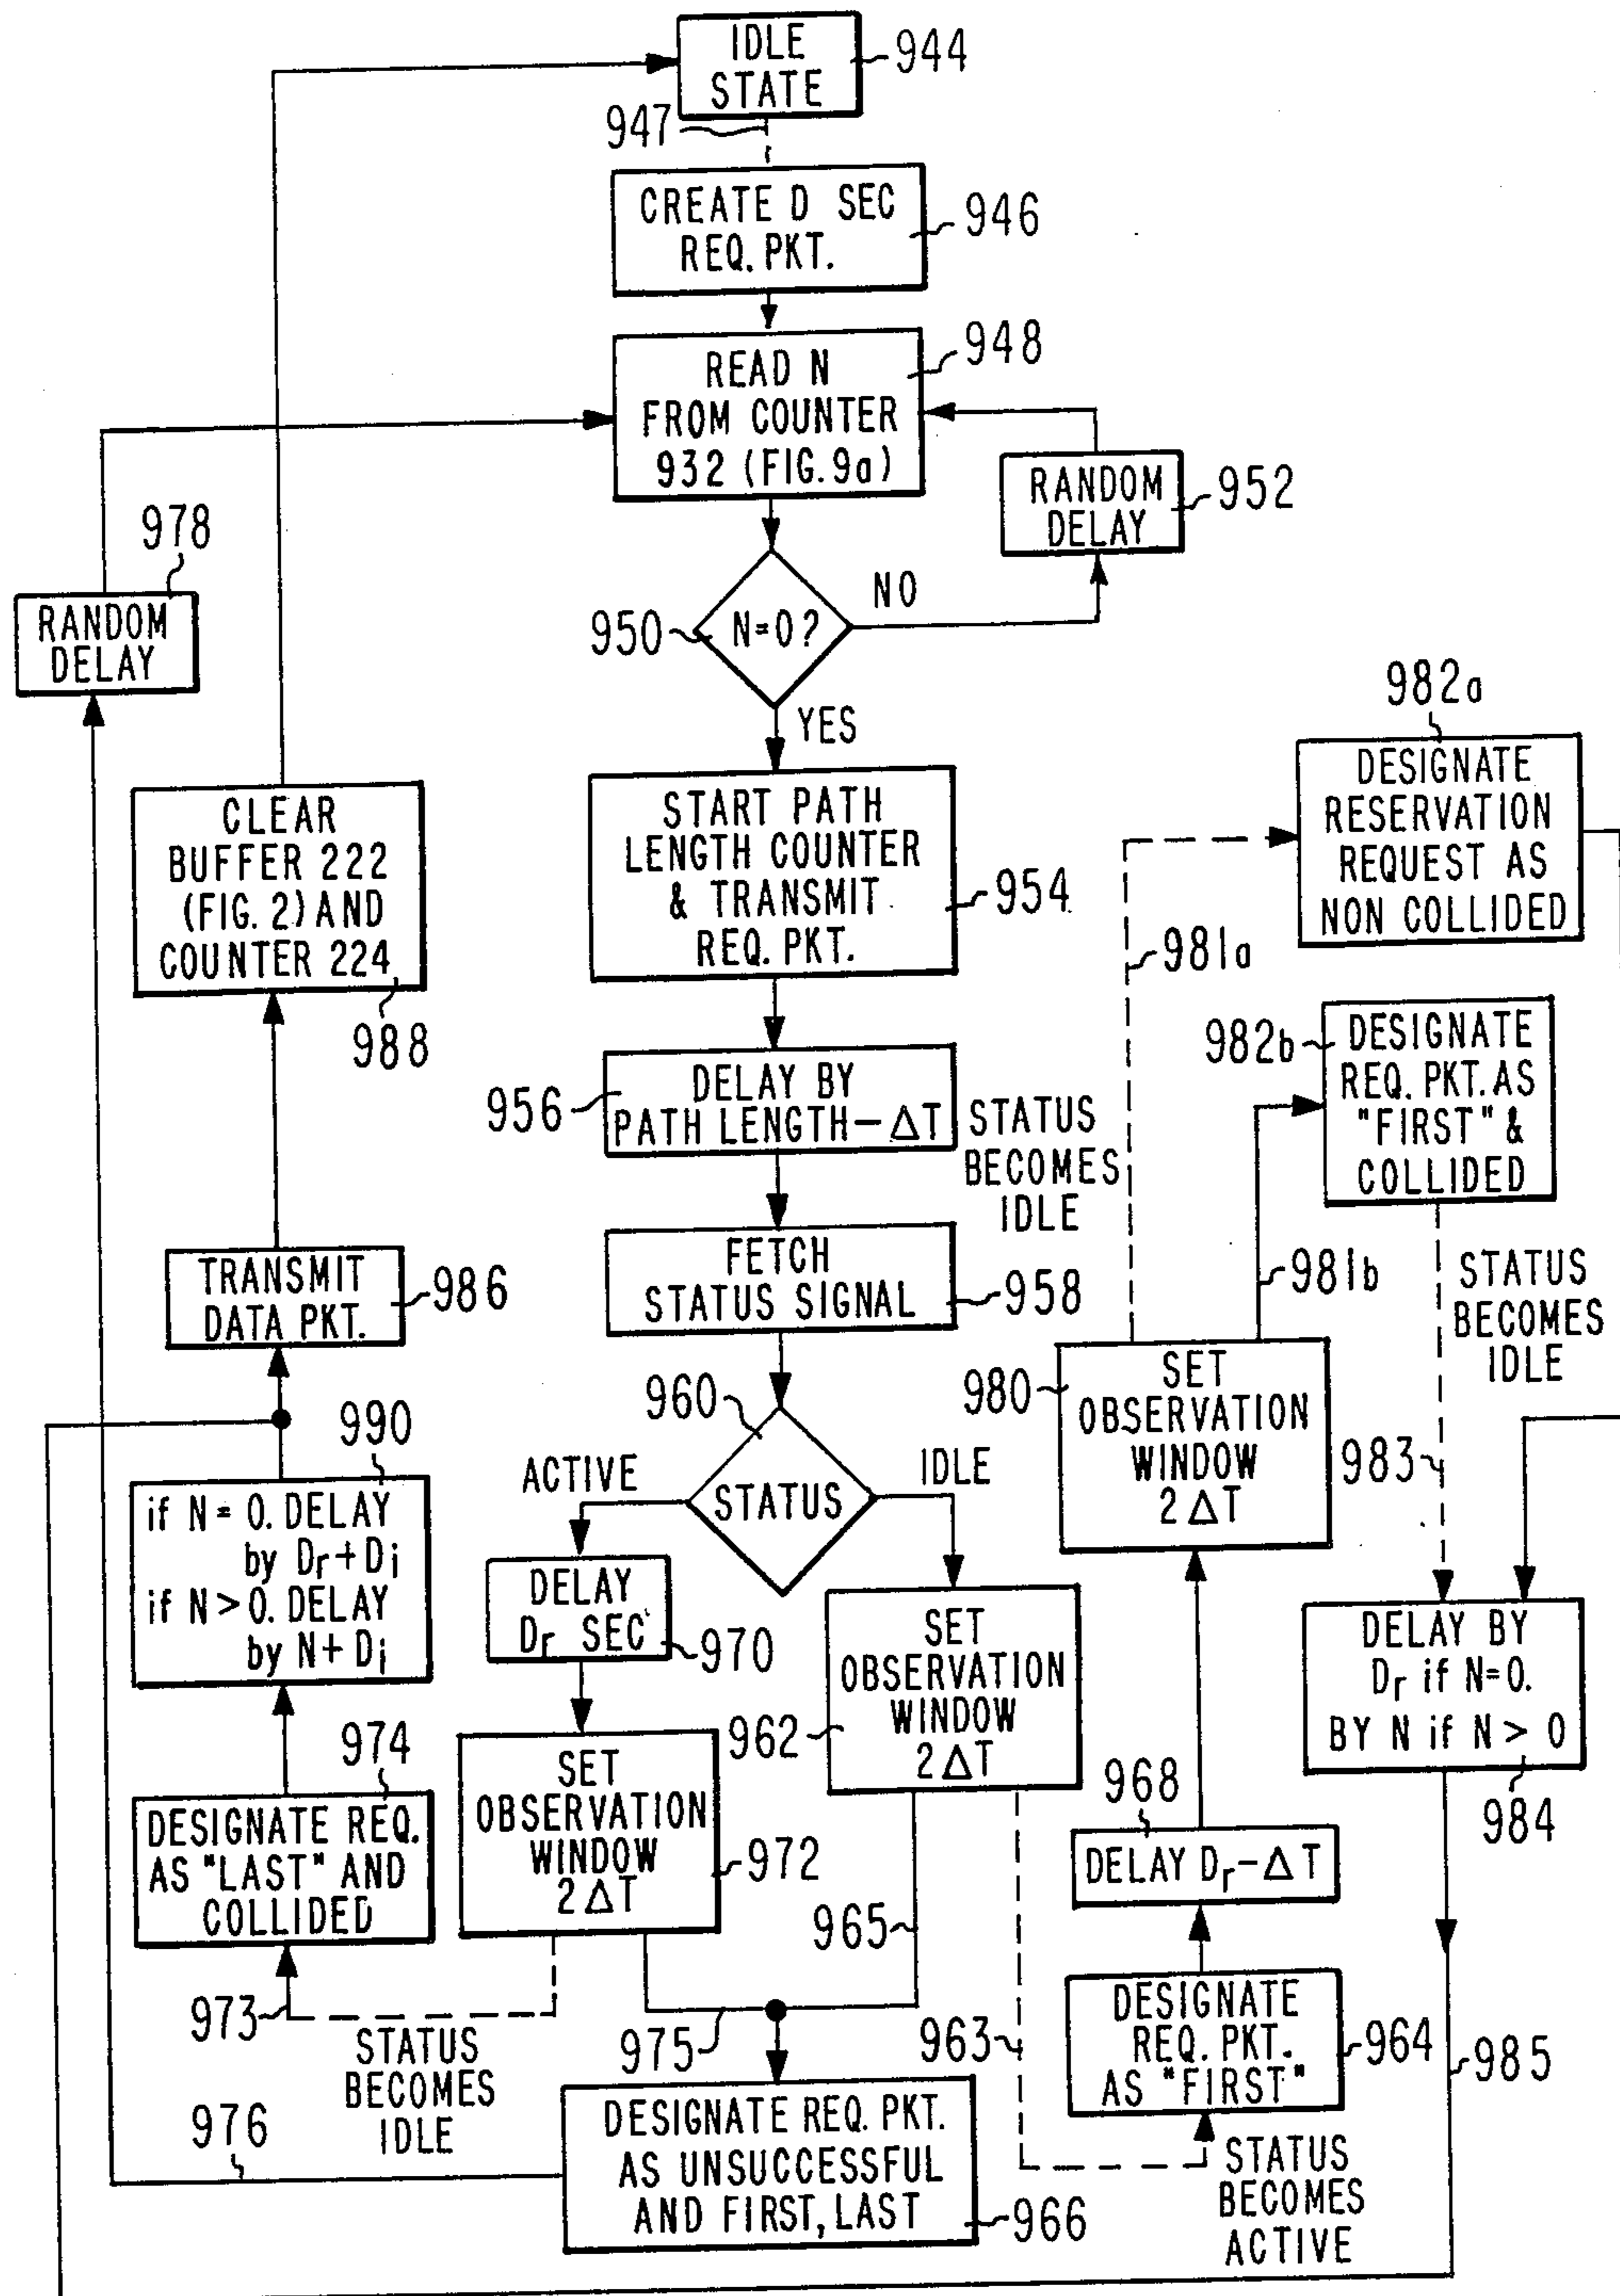 IDLE
STATE
944
947
CREATE D SEC
REQ. PKT.
946
READ N
FROM COUNTER
932 (FIG. 9a)
948
RANDOM
DELAY
952
978
RANDOM
DELAY
N=0?
950
NO
YES
START PATH
LENGTH COUNTER
& TRANSMIT
REQ. PKT.
954
CLEAR
BUFFER 222
(FIG. 2) AND
COUNTER 224
988
982a
DESIGNATE
RESERVATION
REQUEST AS
NON COLLIDED
981a
982b
DESIGNATE
REQ. PKT. AS
"FIRST" &
COLLIDED
956
DELAY BY
PATH LENGTH - ΔT
STATUS
BECOMES
IDLE
FETCH
STATUS SIGNAL
958
TRANSMIT
DATA PKT.
986
981b
STATUS
BECOMES
IDLE
980
SET
OBSERVATION
WINDOW
2 ΔT
983
960
STATUS
ACTIVE
IDLE
990
if N = 0. DELAY
by Dr + Di
if N > 0. DELAY
by N + Di
DELAY
Dr SEC
970
SET
OBSERVATION
WINDOW
2 ΔT
962
DELAY BY
Dr if N=0.
BY N if N > 0
984
974
DESIGNATE REQ.
AS "LAST" AND
COLLIDED
SET
OBSERVATION
WINDOW
2 ΔT
972
968
DELAY Dr - ΔT
965
973
STATUS
BECOMES
IDLE
975
963
DESIGNATE
REQ. PKT.
AS "FIRST"
964
985
976
DESIGNATE REQ. PKT.
AS UNSUCCESSFUL
AND FIRST, LAST
966
STATUS
BECOMES
ACTIVE